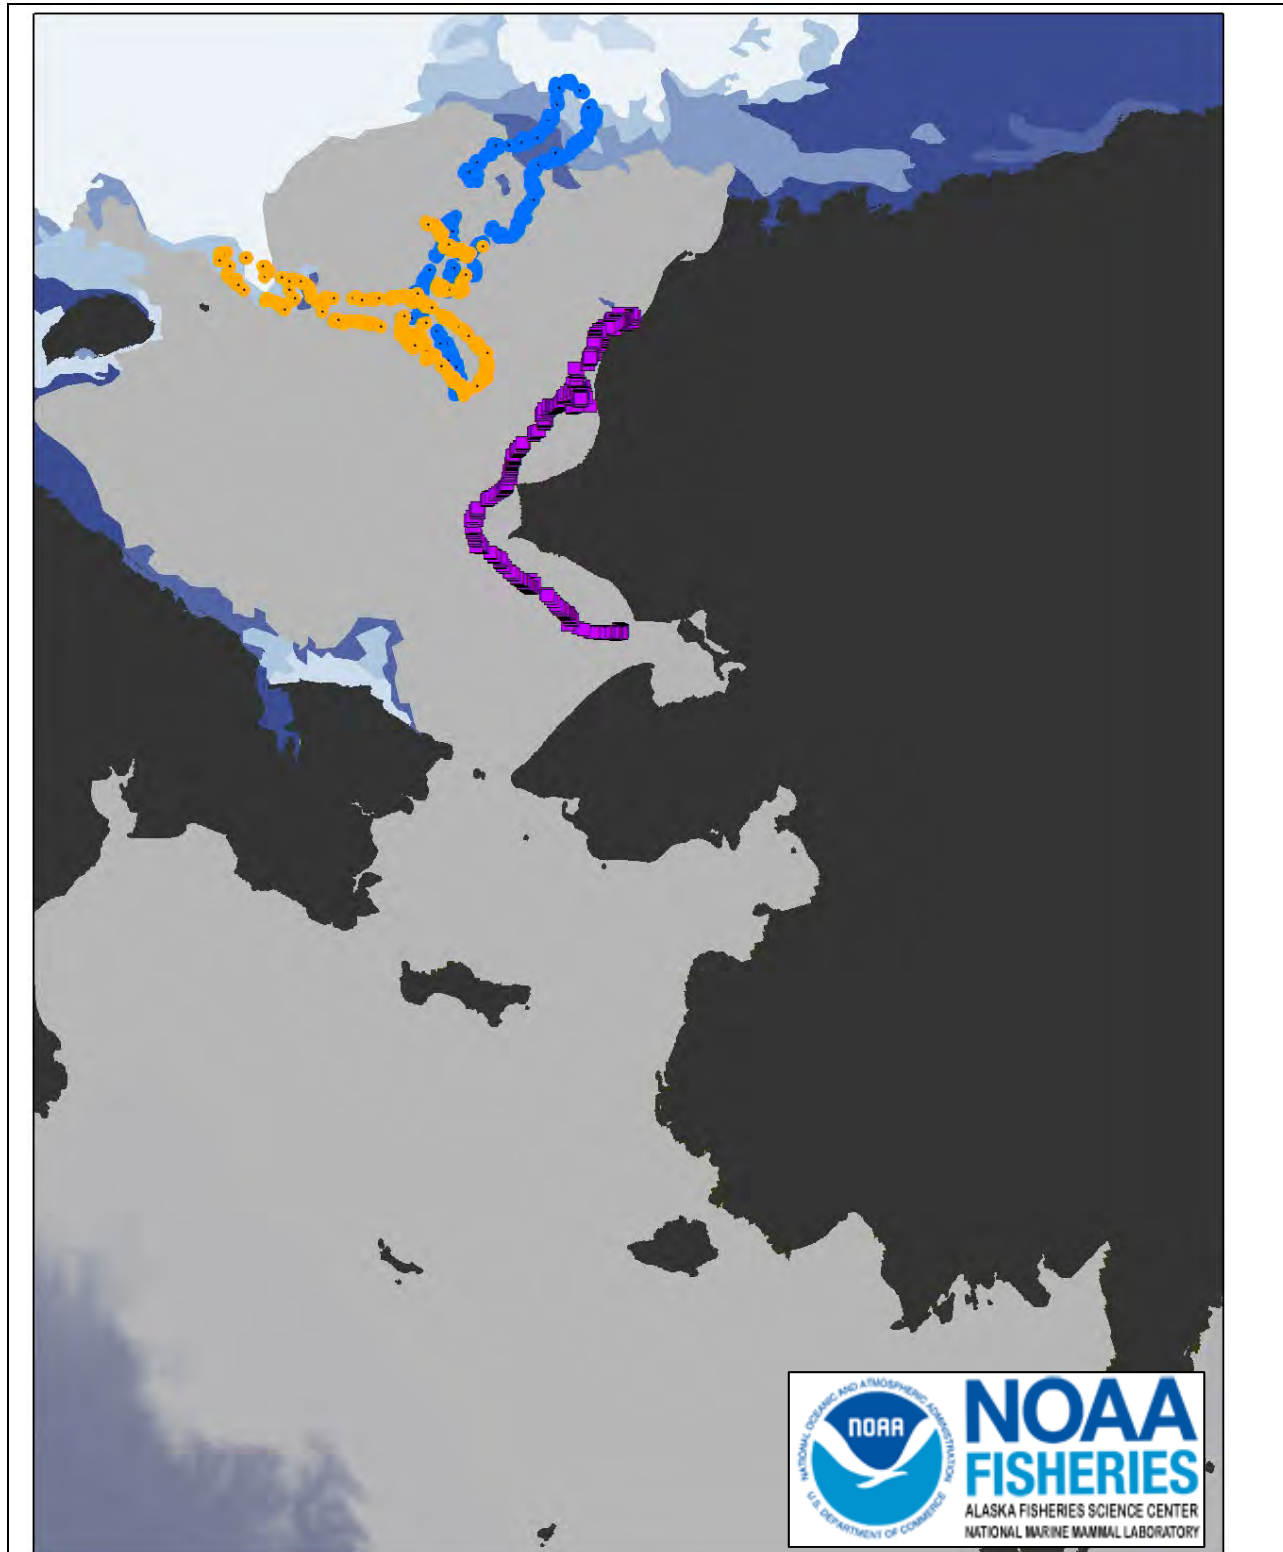 NATIONAL OCEANIC AND ATMOSPHERIC ADMINISTRATION
NOAA
U.S. DEPARTMENT OF COMMERCE
NOAA
FISHERIES
ALASKA FISHERIES SCIENCE CENTER
NATIONAL MARINE MAMMAL LABORATORY